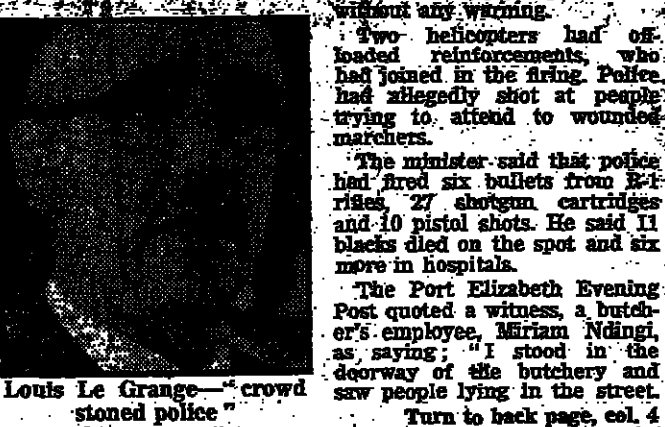 without any warning.
Two helicopters had off-
loaded reinforcements, who
had joined in the firing. Police
had allegedly shot at people
trying to attend to wounded
marchers.
The minister said that police
had fired six bullets from R-1
rifles, 27 shotgun cartridges
and 10 pistol shots. He said 11
blacks died on the spot and six
more in hospitals.
The Port Elizabeth Evening
Post quoted a witness, a butch-
er's employee, Miriam Ndingi,
as saying; "I stood in the
doorway of the butchery and
saw people lying in the street.
Turn to back page, col. 4
Louis Le Grange—"crowd
stoned police"